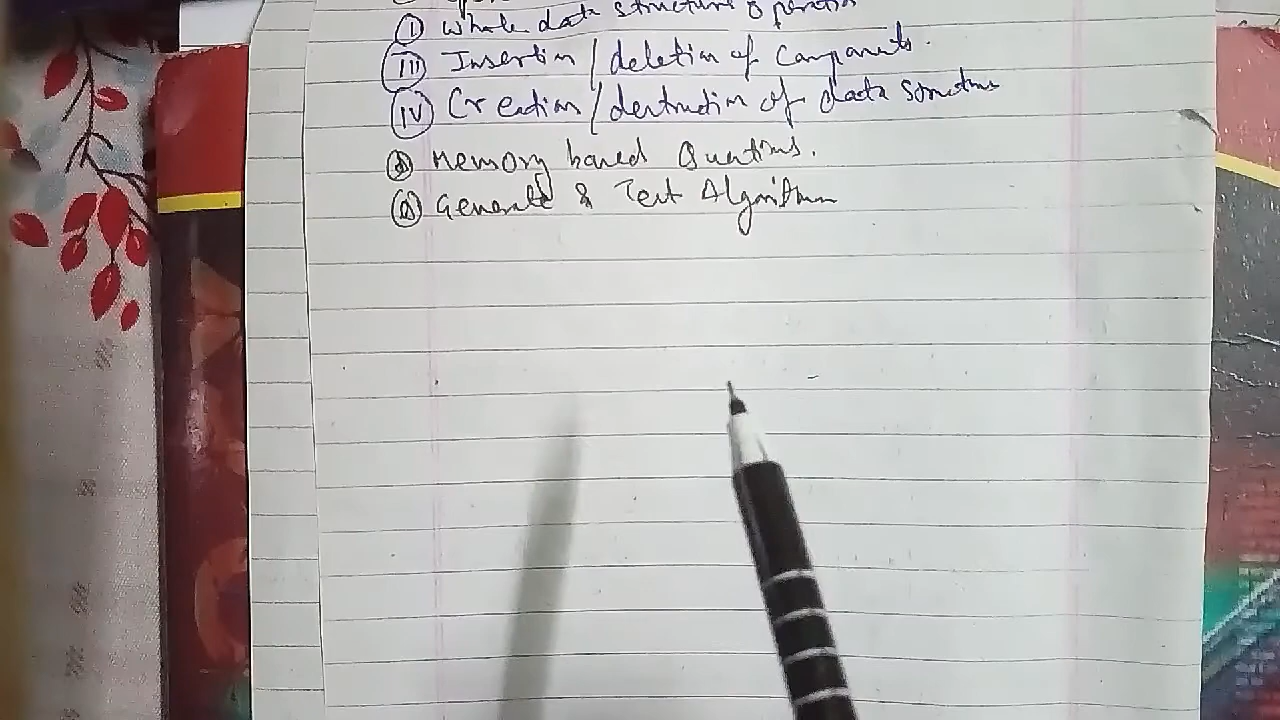 ① Whole data structure operation
III Insertion / deletion of Components.
IV Creation / destruction of data Structure
Memory based Questions.
Generate & Test Algorithm